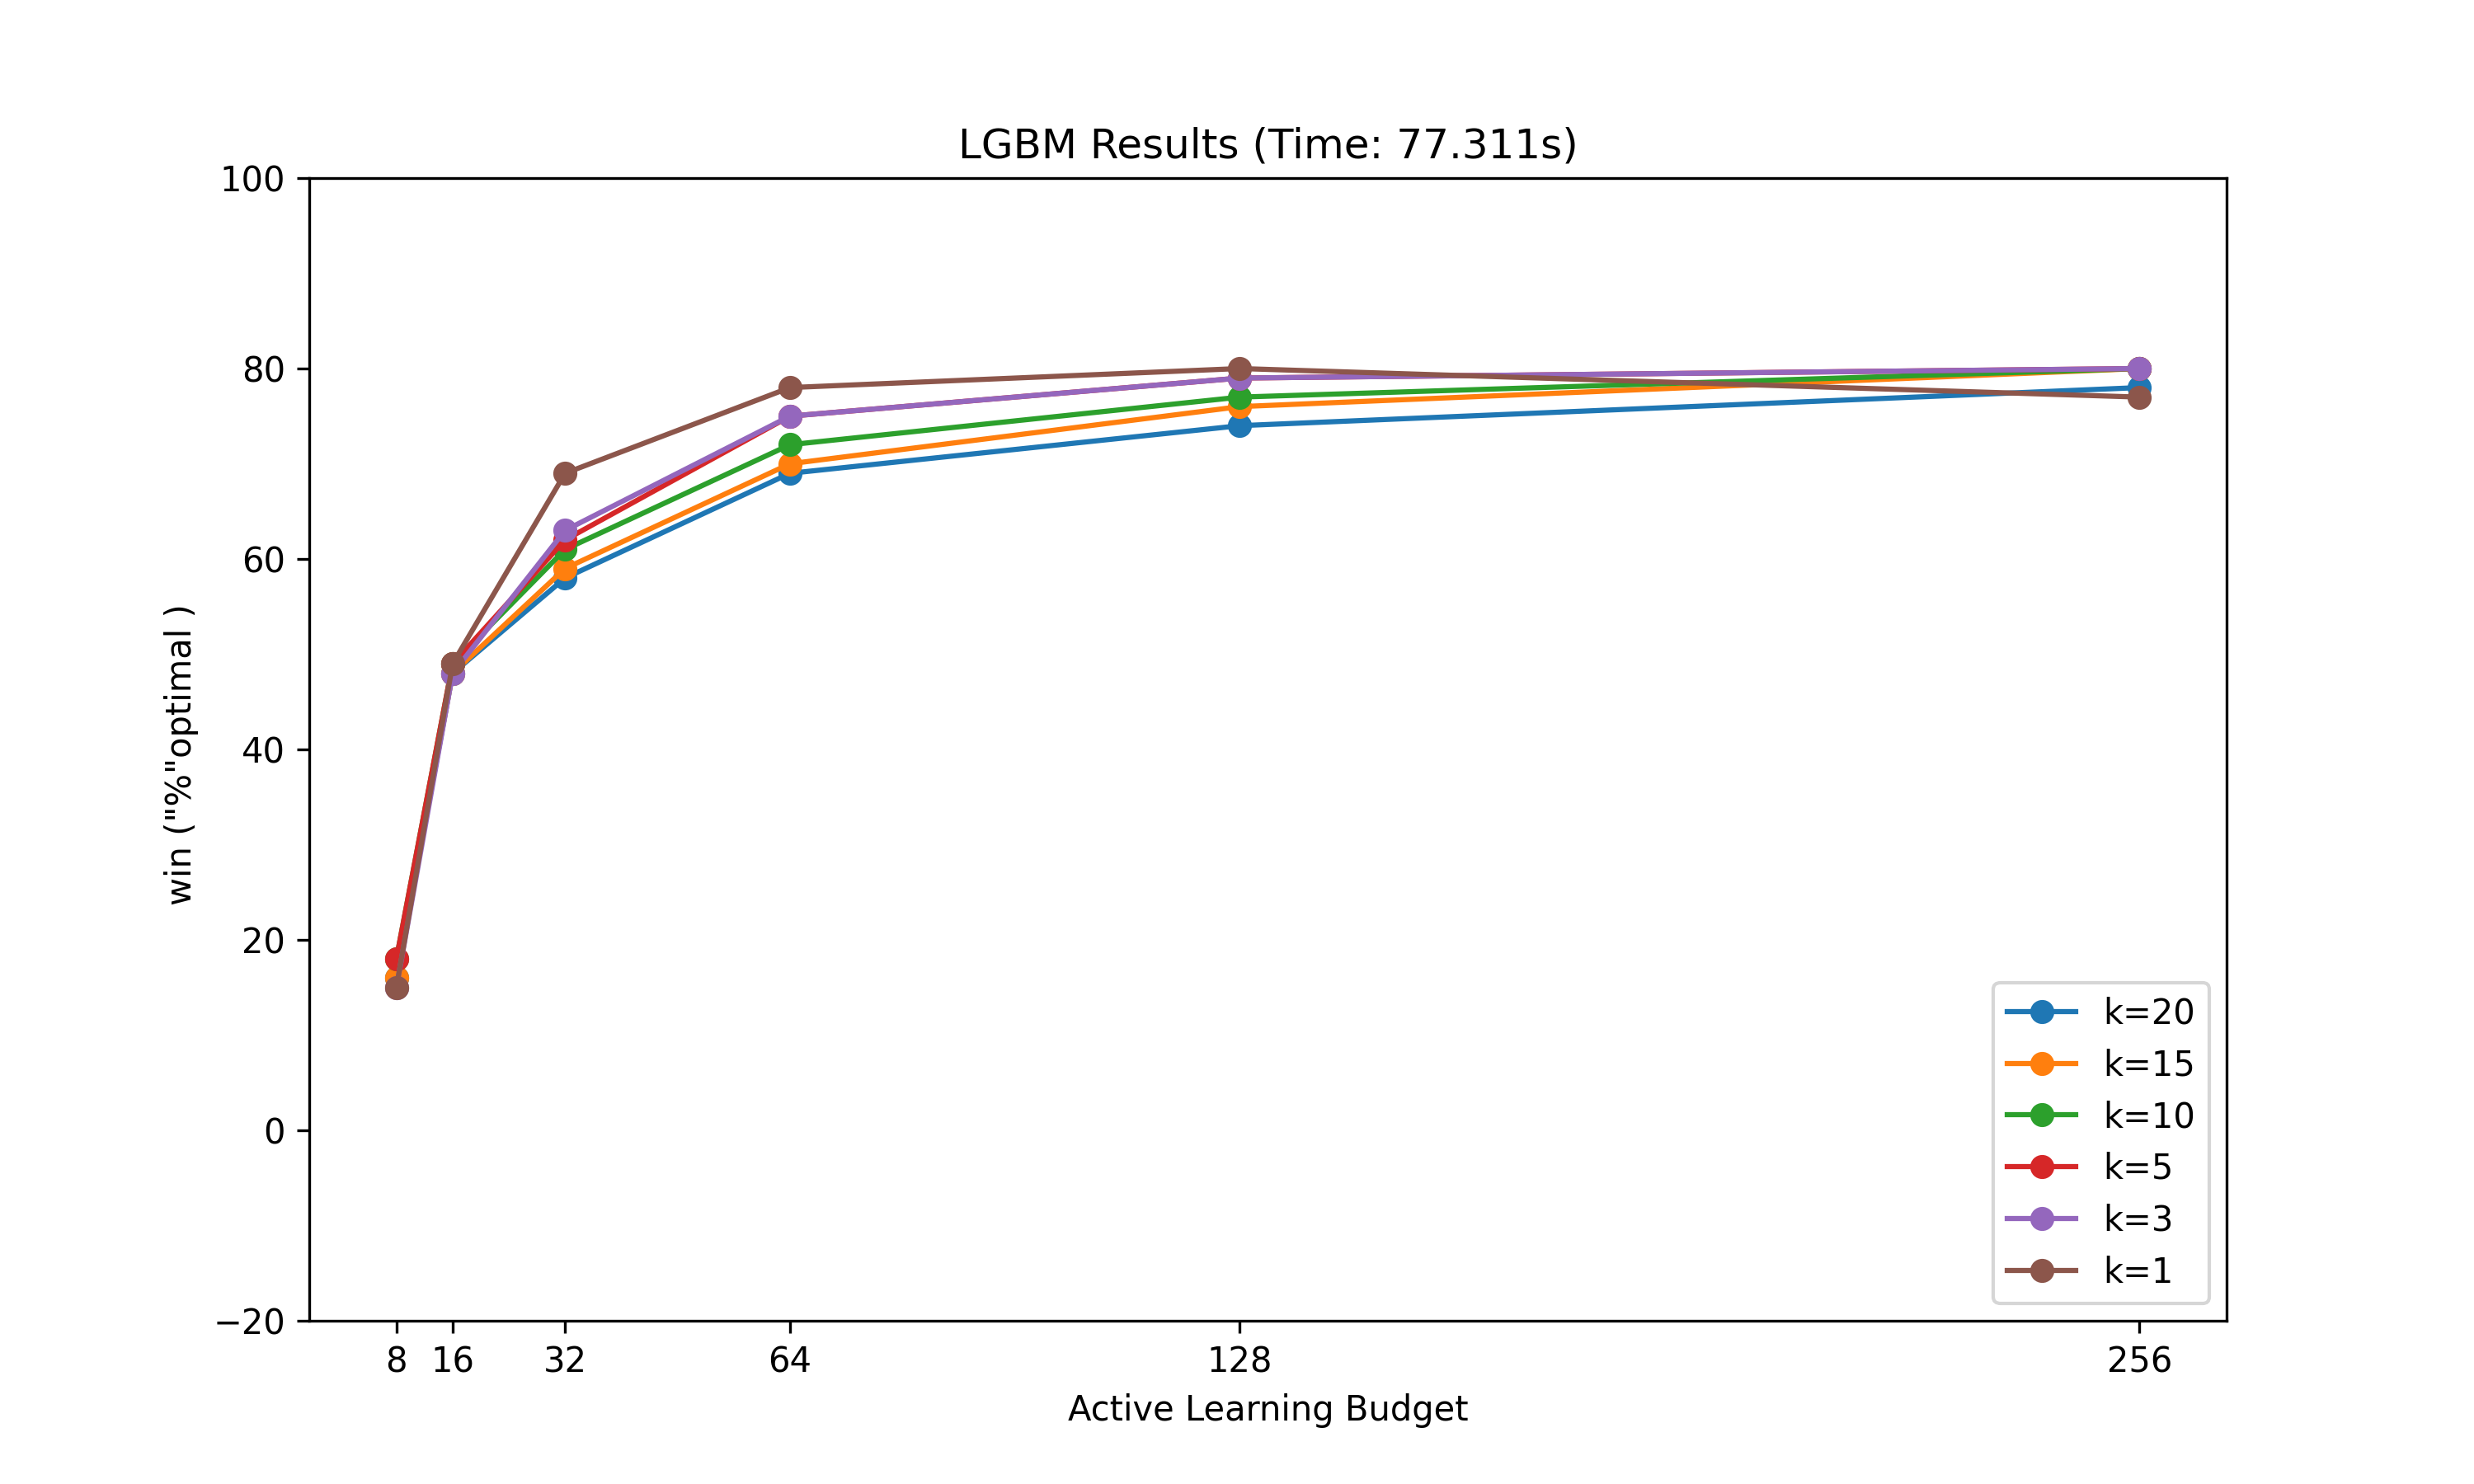 LGBM Results (Time: 77.311s)
100
80
60
40
20
0
−20
win ("%"optimal )
8 16 32 64 128 256
Active Learning Budget
k=20
k=15
k=10
k=5
k=3
k=1